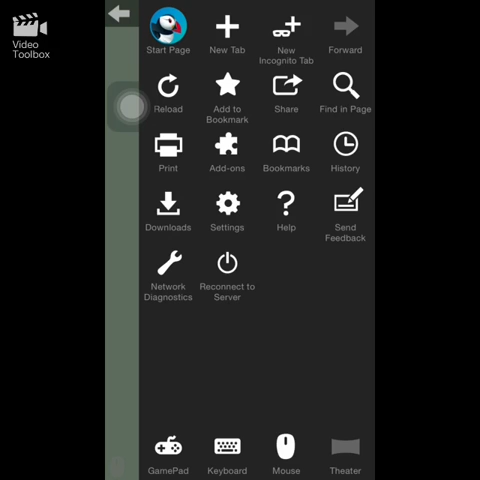 Video
Toolbox
Start Page
New Tab
New
Incognito Tab
Forward
Reload
Add to
Bookmark
Share
Find in Page
Print
Add-ons
Bookmarks
History
Downloads
Settings
Help
Send
Feedback
Network
Diagnostics
Reconnect to
Server
GamePad
Keyboard
Mouse
Theater